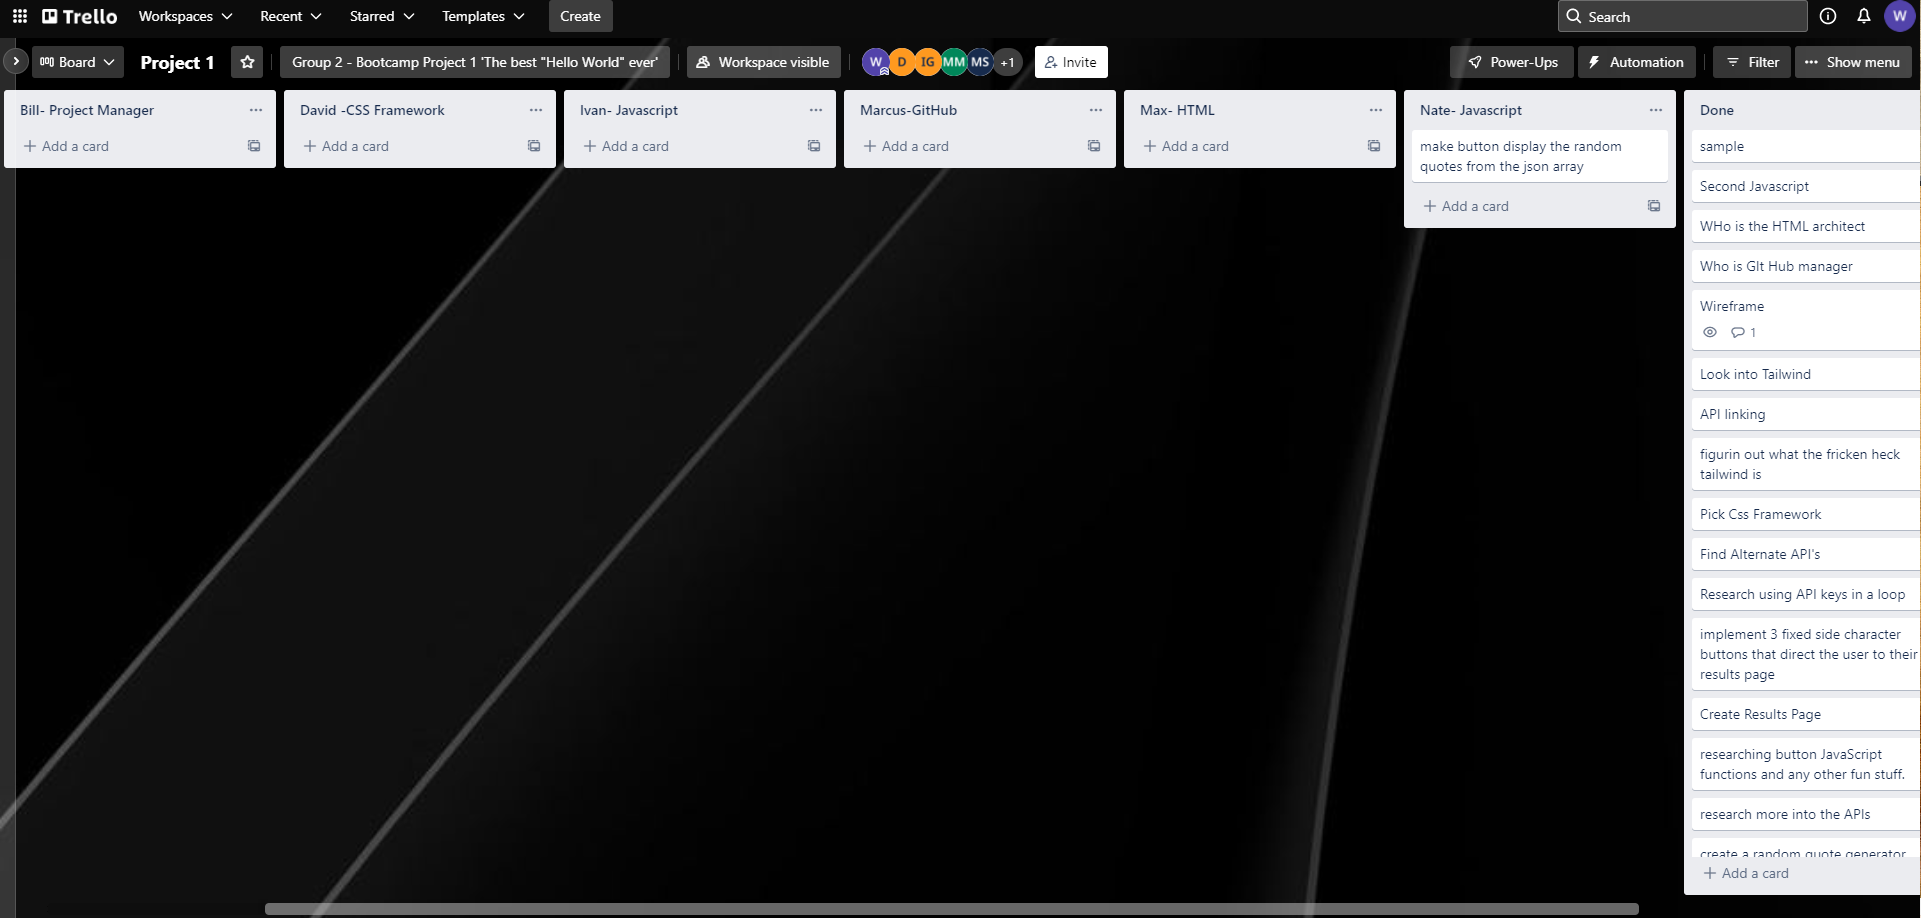 Trello
Workspaces
Recent
Starred
Templates
Create
Search
W
Board
Project 1
Group 2 - Bootcamp Project 1 'The best "Hello World" ever'
Workspace visible
W
D
IG
MM
MS
+1
Invite
Power-Ups
Automation
Filter
Show menu
Bill- Project Manager
Add a card
David -CSS Framework
Add a card
Ivan- Javascript
Add a card
Marcus-GitHub
Add a card
Max- HTML
Add a card
Nate- Javascript
make button display the random
quotes from the json array
Add a card
Done
sample
Second Javascript
WHo is the HTML architect
Who is GIt Hub manager
Wireframe
1
Look into Tailwind
API linking
figurin out what the fricken heck
tailwind is
Pick Css Framework
Find Alternate API's
Research using API keys in a loop
implement 3 fixed side character
buttons that direct the user to their
results page
Create Results Page
researching button JavaScript
functions and any other fun stuff.
research more into the APIs
create a random quote generator
Add a card